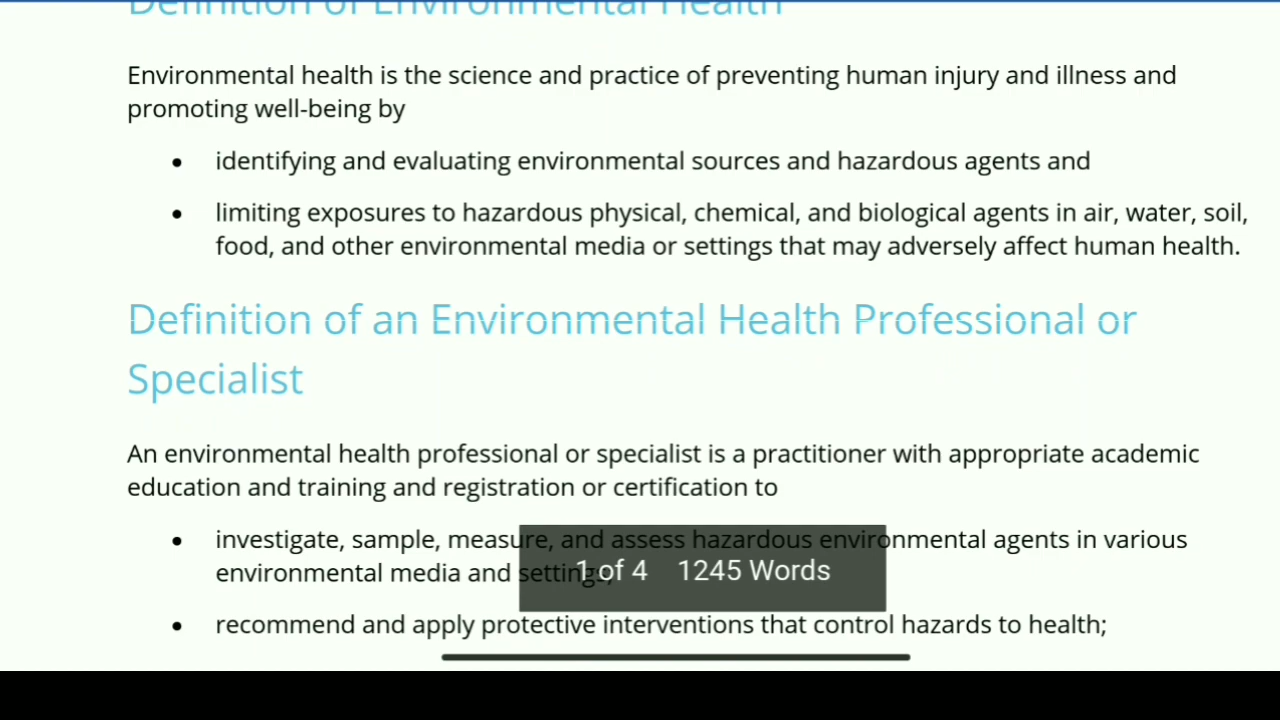 Definition of Environmental Health
Environmental health is the science and practice of preventing human injury and illness and
promoting well-being by
• identifying and evaluating environmental sources and hazardous agents and
• limiting exposures to hazardous physical, chemical, and biological agents in air, water, soil,
food, and other environmental media or settings that may adversely affect human health.
Definition of an Environmental Health Professional or
Specialist
An environmental health professional or specialist is a practitioner with appropriate academic
education and training and registration or certification to
• investigate, sample, measure, and assess hazardous environmental agents in various
environmental media and settings;
1 of 4 1245 Words
• recommend and apply protective interventions that control hazards to health;